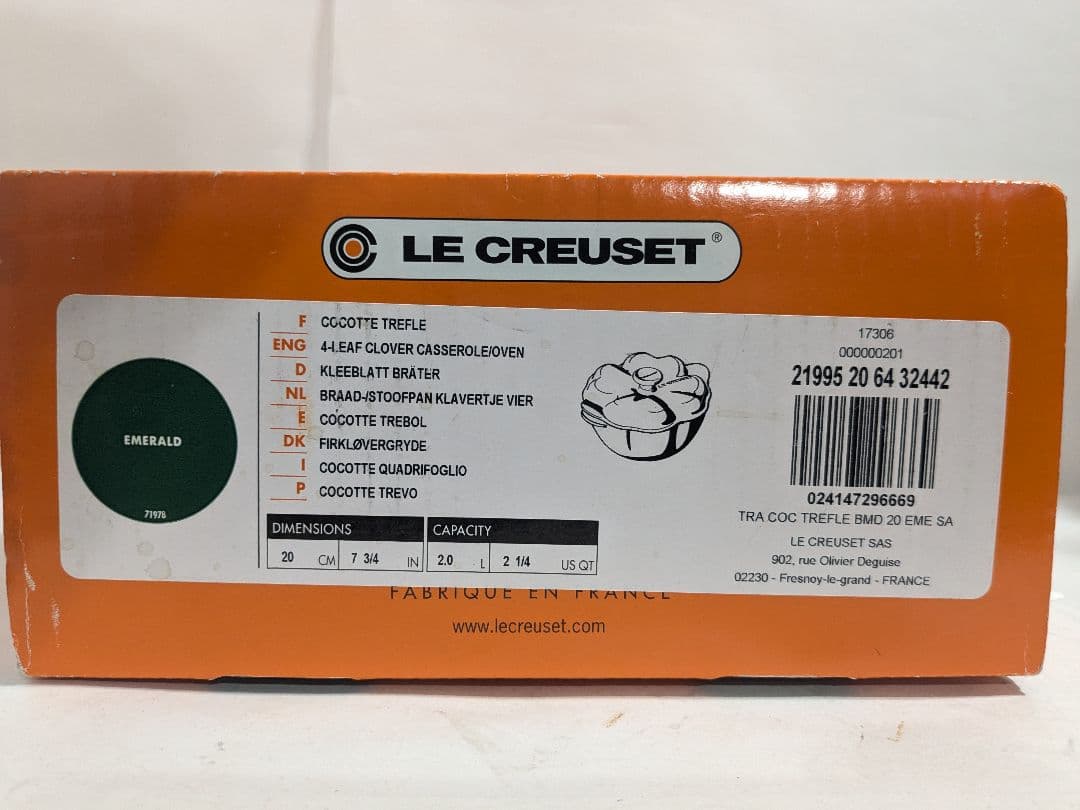 LE CREUSET®
EMERALD
71978
F COCOTTE TREFLE
ENG 4-LEAF CLOVER CASSEROLE/OVEN
D KLEEBLATT BRÄTER
NL BRAAD-/STOOFPAN KLAVERTJE VIER
E COCOTTE TREBOL
DK FIRKLØVERGRYDE
I COCOTTE QUADRIFOGLIO
P COCOTTE TREVO
DIMENSIONS CAPACITY
20 CM 7 3/4 IN 2.0 L 2 1/4 US QT
17306
000000201
21995 20 64 32442
024147296669
TRA COC TREFLE BMD 20 EME SA
LE CREUSET SAS
902, rue Olivier Deguise
02230 - Fresnoy-le-grand - FRANCE
FABRIQUE EN FRANCE
www.lecreuset.com